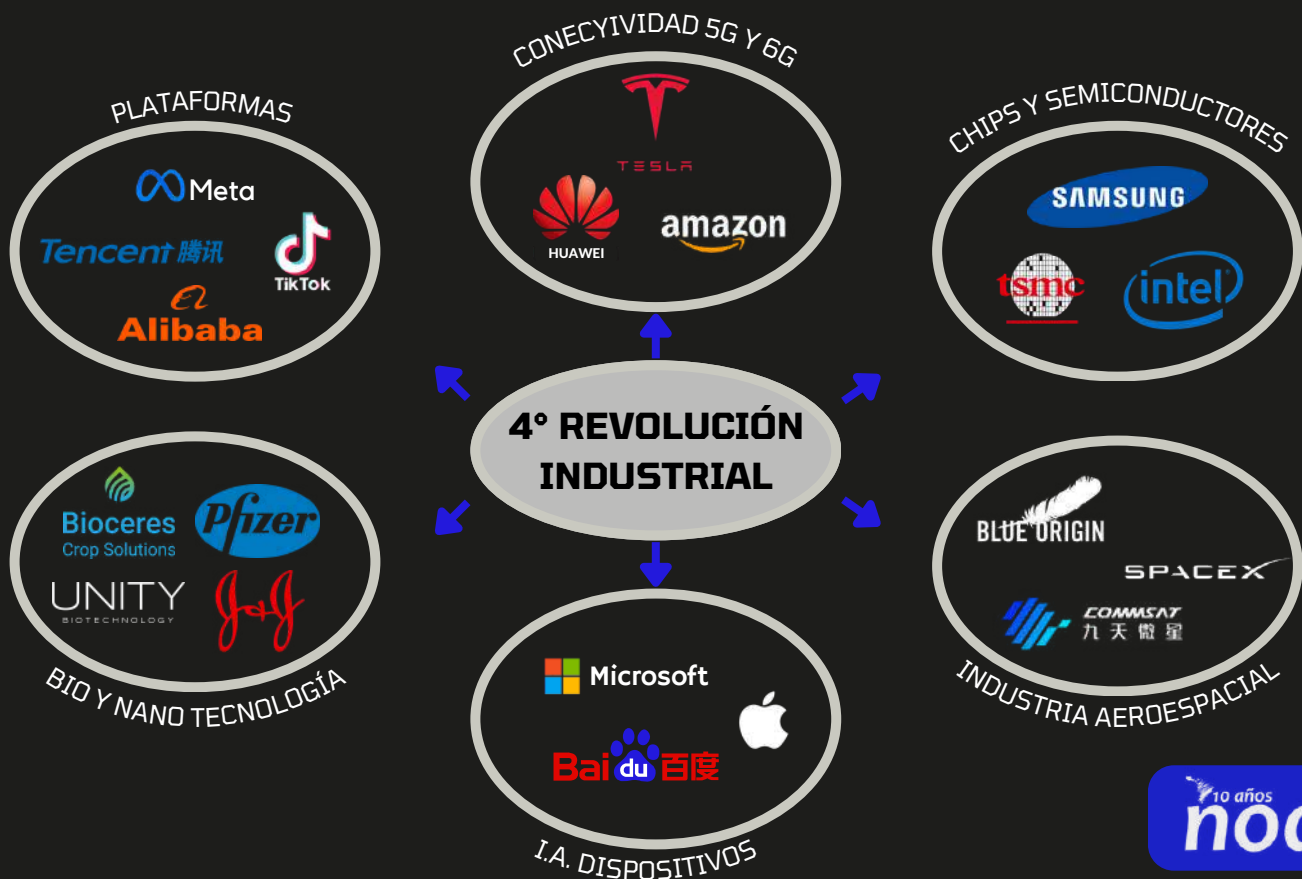 CONECYIVIDAD 5G Y 6G
TESLA
HUAWEI
amazon
PLATAFORMAS
Meta
Tencent 腾讯
TikTok
Alibaba
CHIPS Y SEMICONDUCTORES
SAMSUNG
tsmc
intel
4° REVOLUCIÓN
INDUSTRIAL
Bioceres
Crop Solutions
Pfizer
UNITY
BIOTECHNOLOGY
J&J
BIO Y NANO TECNOLOGÍA
Microsoft
Baidu 百度
I.A. DISPOSITIVOS
BLUE ORIGIN
SPACEX
COMMSAT
九天微星
INDUSTRIA AEROESPACIAL
10 años